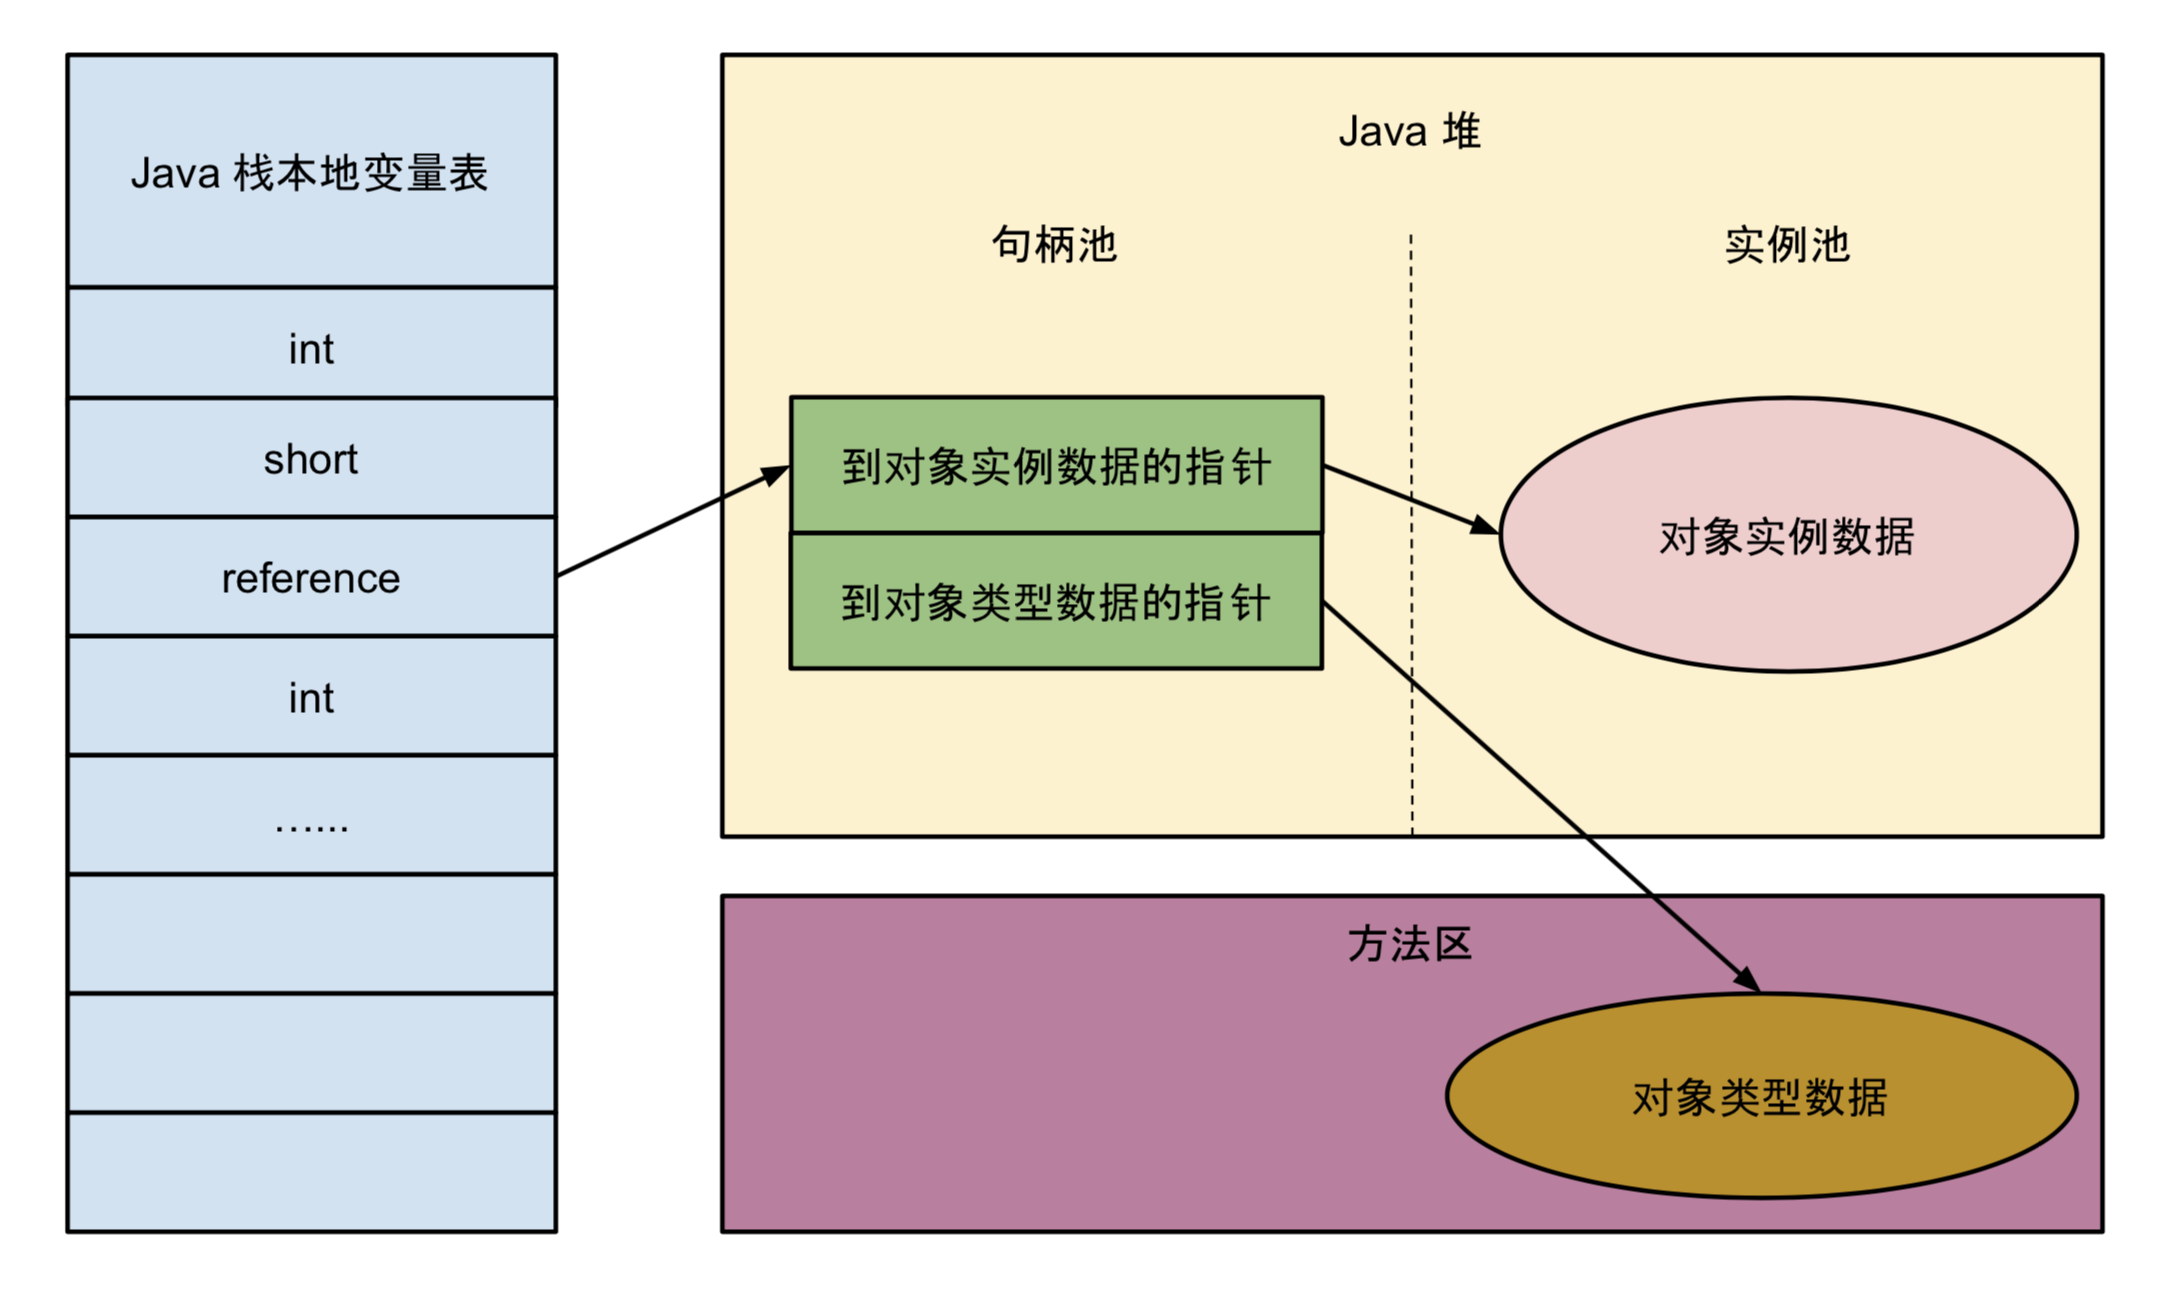 Java 栈本地变量表
int
short
reference
int
…...
Java 堆
句柄池
实例池
到对象实例数据的指针
到对象类型数据的指针
对象实例数据
方法区
对象类型数据